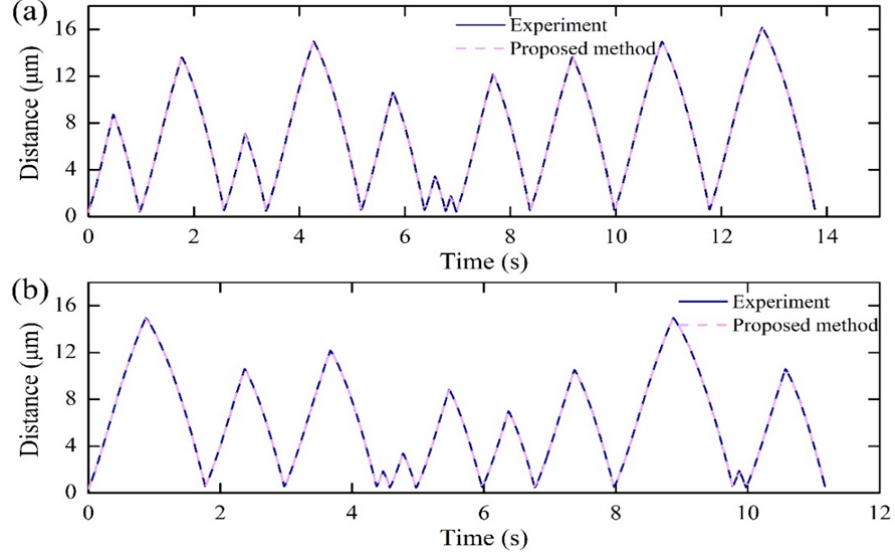 (a)
Experiment
Proposed method
Distance (μm)
16
12
8
4
0
0 2 4 6 8 10 12 14
Time (s)
(b)
Experiment
Proposed method
Distance (μm)
16
12
8
4
0
0 2 4 6 8 10 12
Time (s)